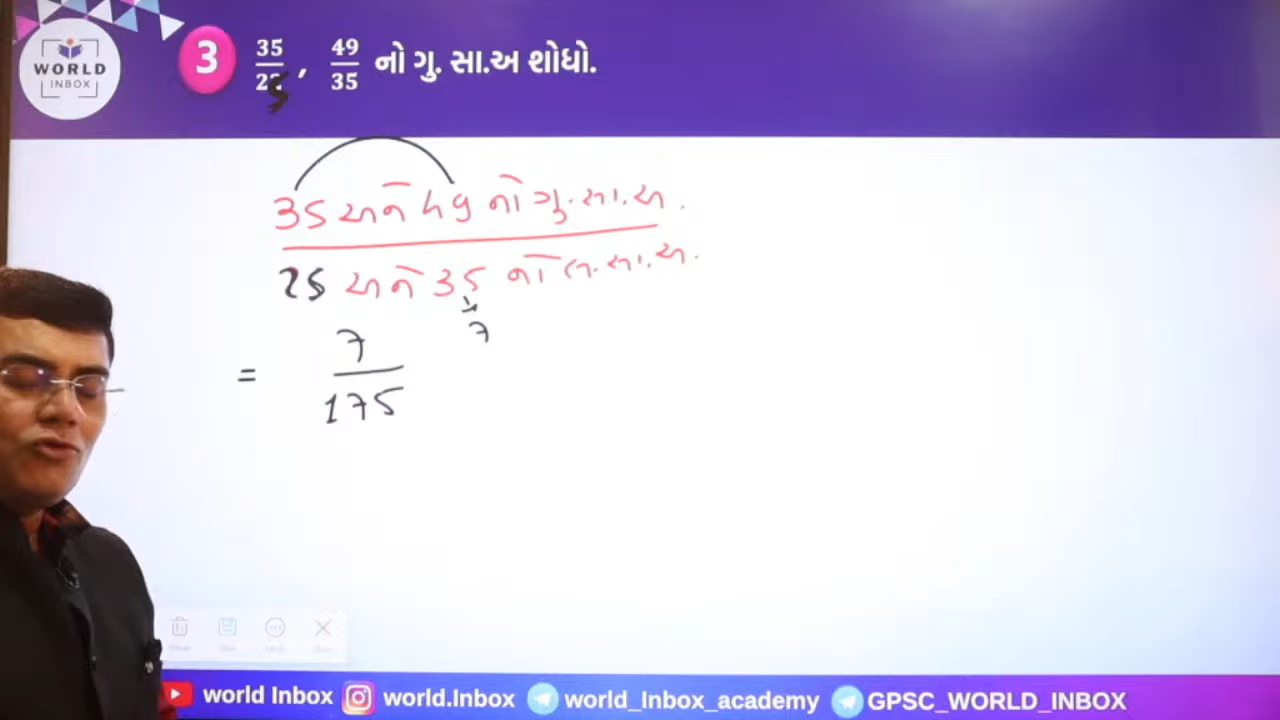 WORLD
INBOX
3 35/25 , 49/35 નો ગુ. સા.અ શોધો.
35 અને 49 નો ગુ.સા.અ.
25 અને 35 નો લ.સા.અ.
7
= 7/175
world Inbox world.Inbox world_Inbox_academy GPSC_WORLD_INBOX